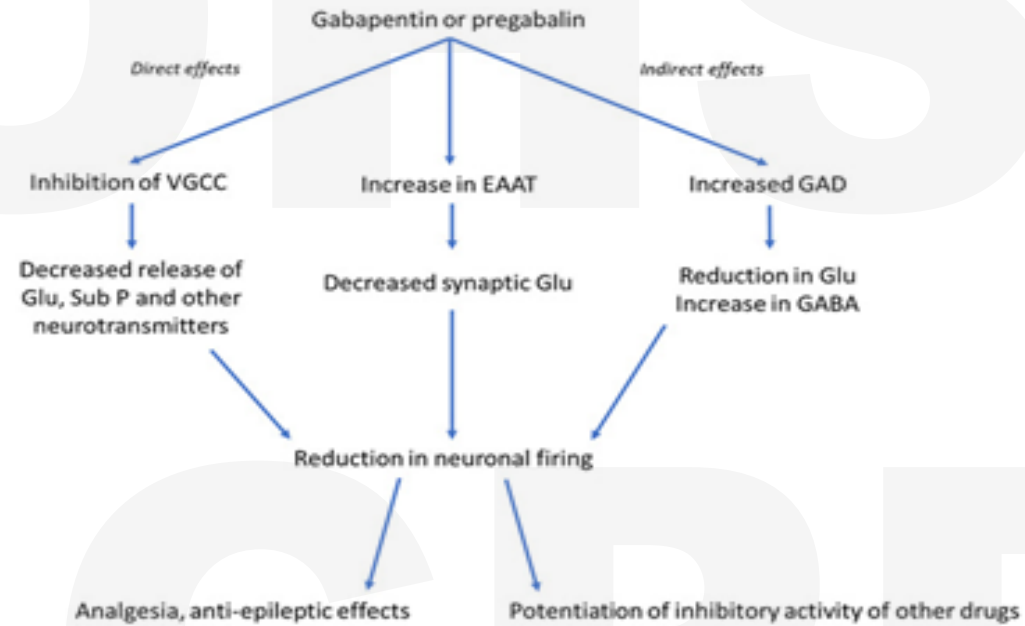 Gabapentin or pregabalin
Direct effects
Indirect effects
Inhibition of VGCC
Increase in EAAT
Increased GAD
Decreased release of
Glu, Sub P and other
neurotransmitters
Decreased synaptic Glu
Reduction in Glu
Increase in GABA
Reduction in neuronal firing
Analgesia, anti-epileptic effects
Potentiation of inhibitory activity of other drugs